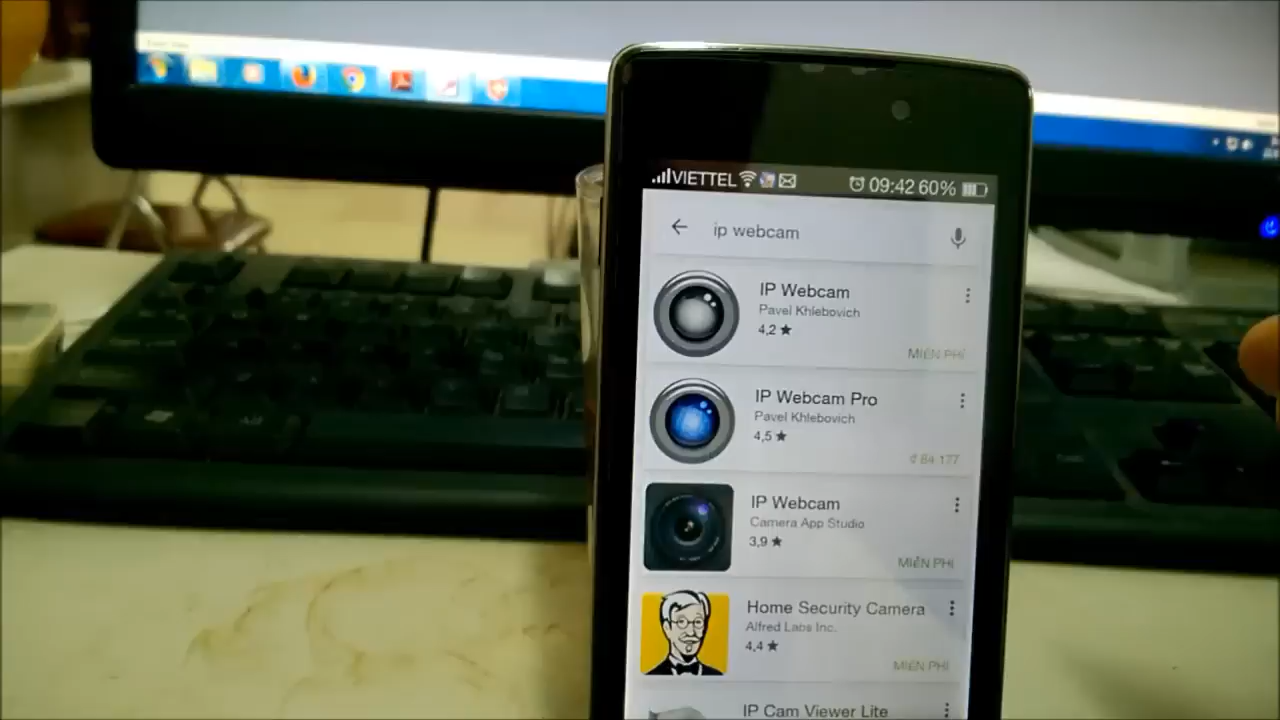 VIETTEL 09:42 60%
ip webcam
IP Webcam
Pavel Khlebovich
4,2 ★
MIỄN PHÍ
IP Webcam Pro
Pavel Khlebovich
4,5 ★
₫ 84.177
IP Webcam
Camera App Studio
3,9 ★
MIỄN PHÍ
Home Security Camera
Alfred Labs Inc.
4,4 ★
MIỄN PHÍ
IP Cam Viewer Lite